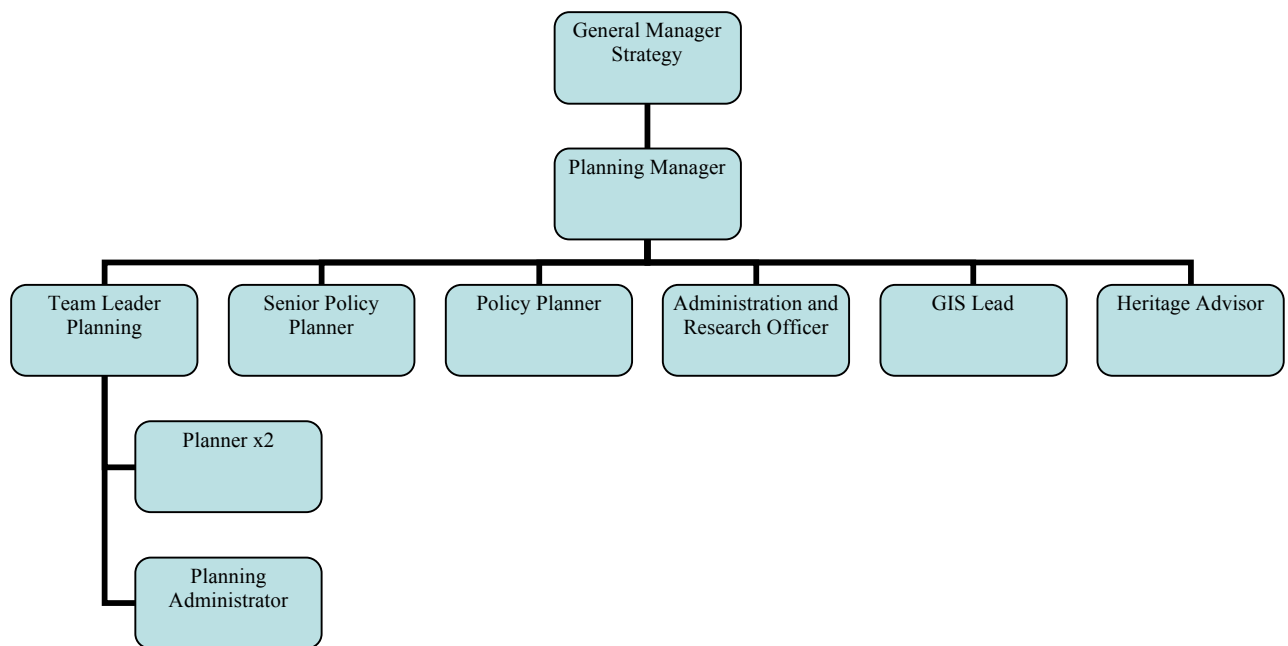 General Manager
Strategy
Planning Manager
Team Leader
Planning
Senior Policy
Planner
Policy Planner
Administration and
Research Officer
GIS Lead
Heritage Advisor
Planner x2
Planning
Administrator